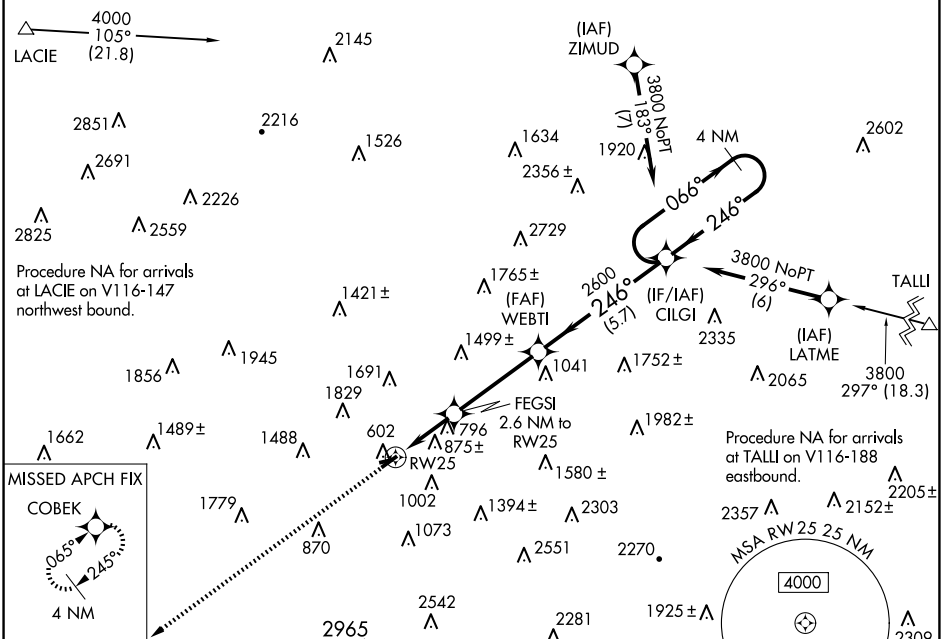 4000
105°
(21.8)
LACIE
2145
(IAF)
ZIMUD
3800 NoPT
183°
(7)
2851
2216
1526
1634
1920
4 NM
2602
2691
2356 ±
2226
066°
246°
2825
2559
2729
Procedure NA for arrivals
at LACIE on V116-147
northwest bound.
1765 ±
3800 NoPT
296°
(6)
TALLI
2600
246°
(5.7)
(IF/IAF)
CILGI
1421 ±
(FAF)
WEBTI
2335
(IAF)
LATME
1499 ±
1945
1856
1041
1752 ±
3800
297° (18.3)
1691
2065
1829
FEGSI
2.6 NM to
RW25
1662
1489 ±
1488
602
796
875 ±
1982 ±
RW25
Procedure NA for arrivals
at TALLI on V116-188
eastbound.
1580 ±
MISSED APCH FIX
COBEK
065°
245°
4 NM
1002
2205 ±
1779
1394 ±
2303
2357
2152 ±
870
1073
2551
2270
MSA RW25 25 NM
4000
2542
2965
2281
1925 ±
2309